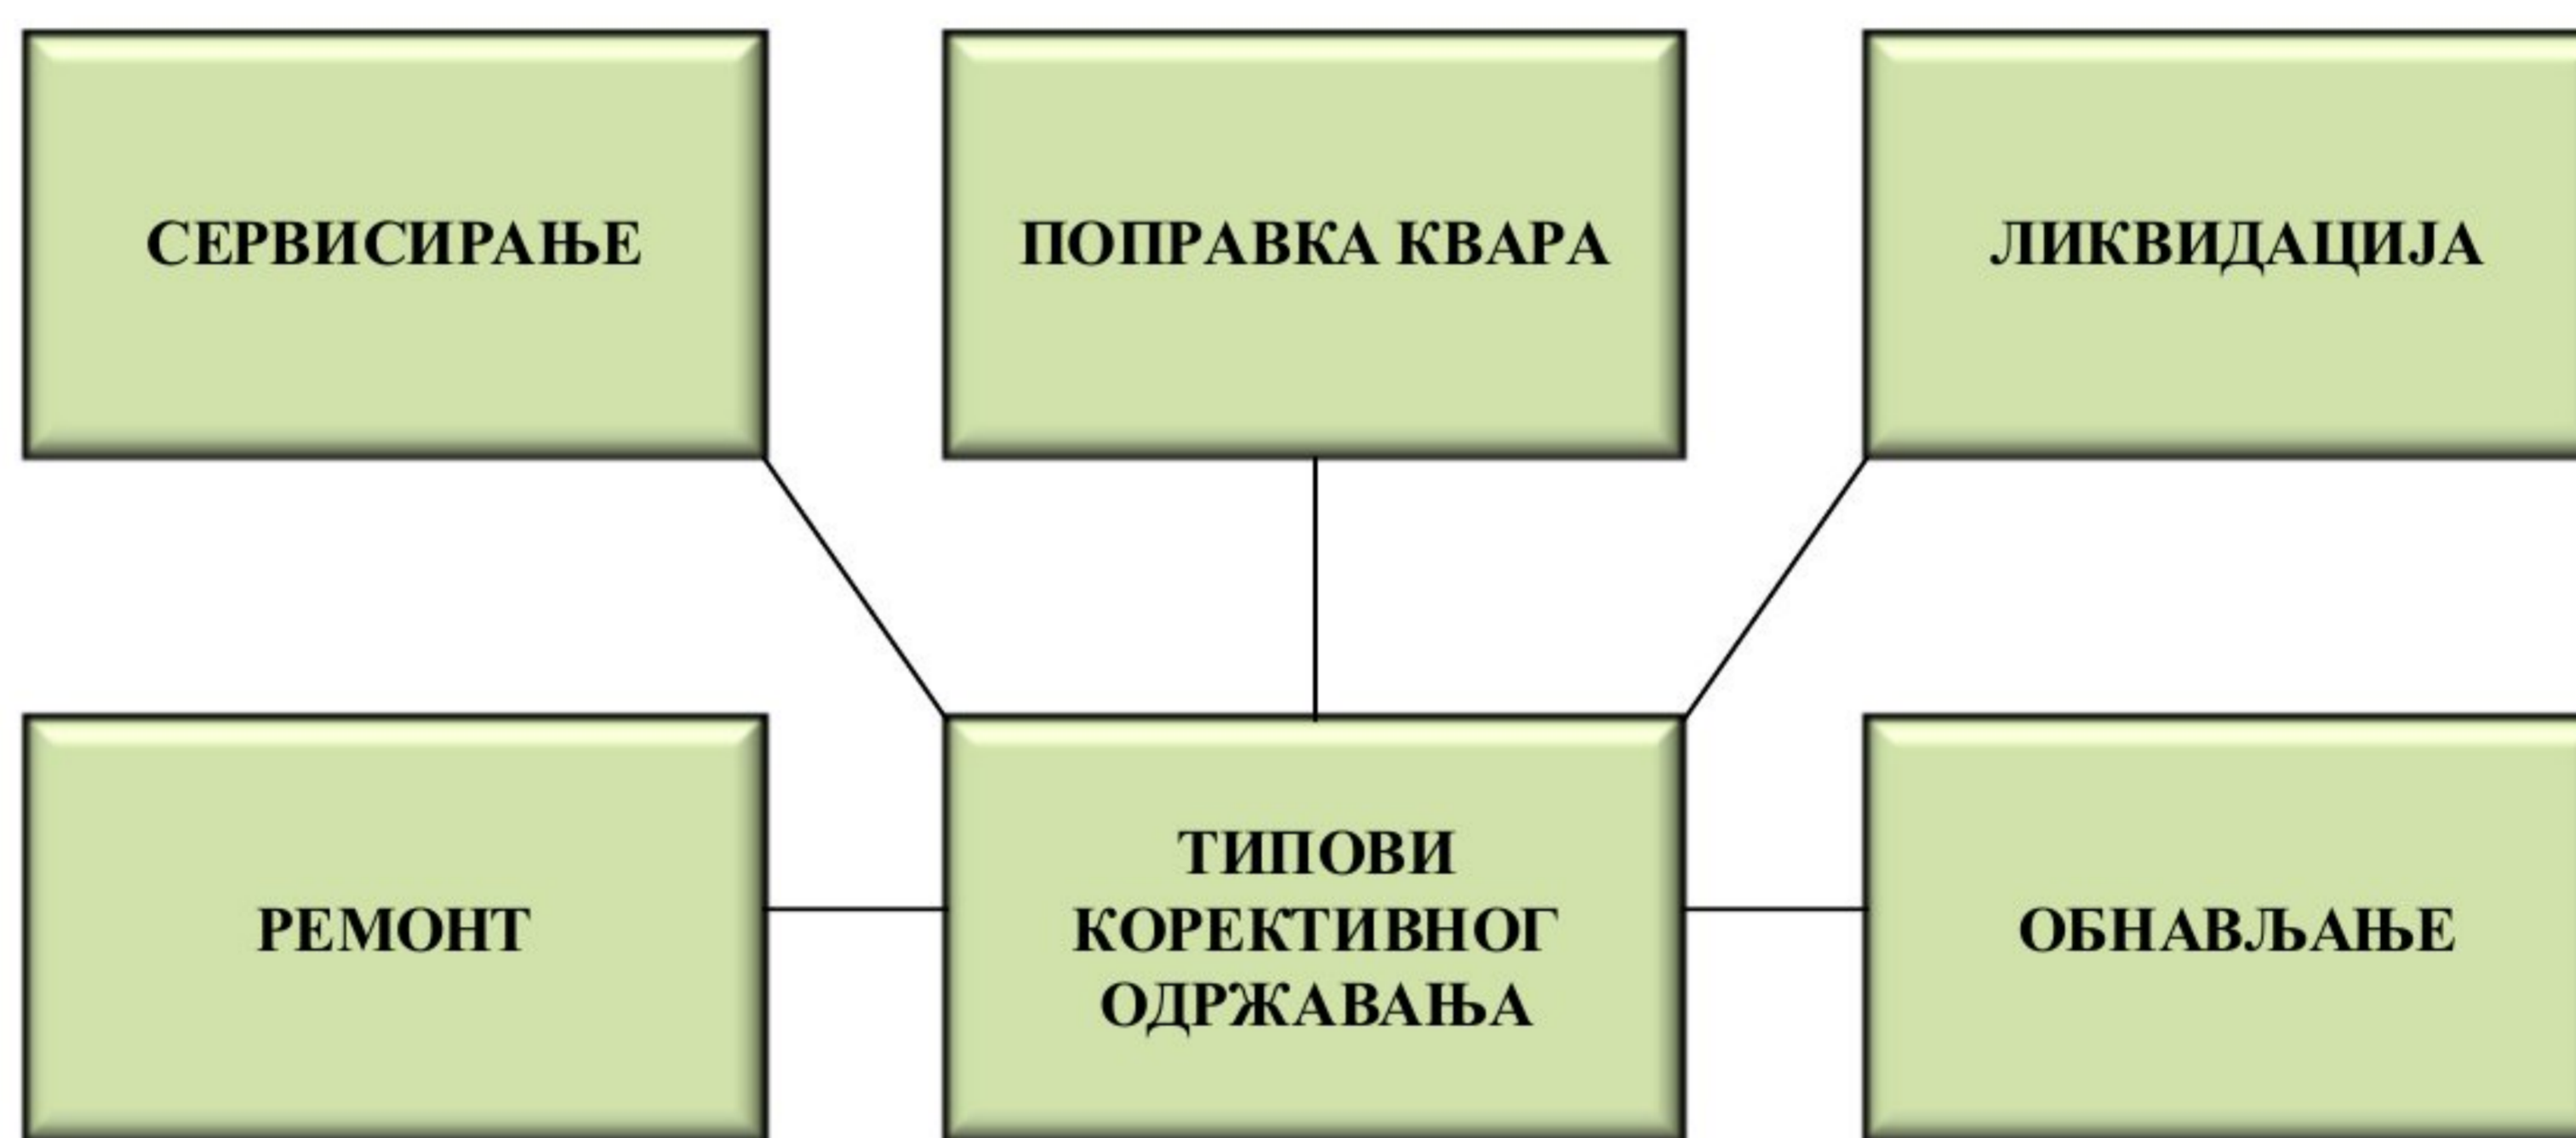 СЕРВИСИРАЊЕ
ПОПРАВКА КВАРА
ЛИКВИДАЦИЈА
РЕМОНТ
ТИПОВИ
КОРЕКТИВНОГ
ОДРЖАВАЊА
ОБНАВЉАЊЕ